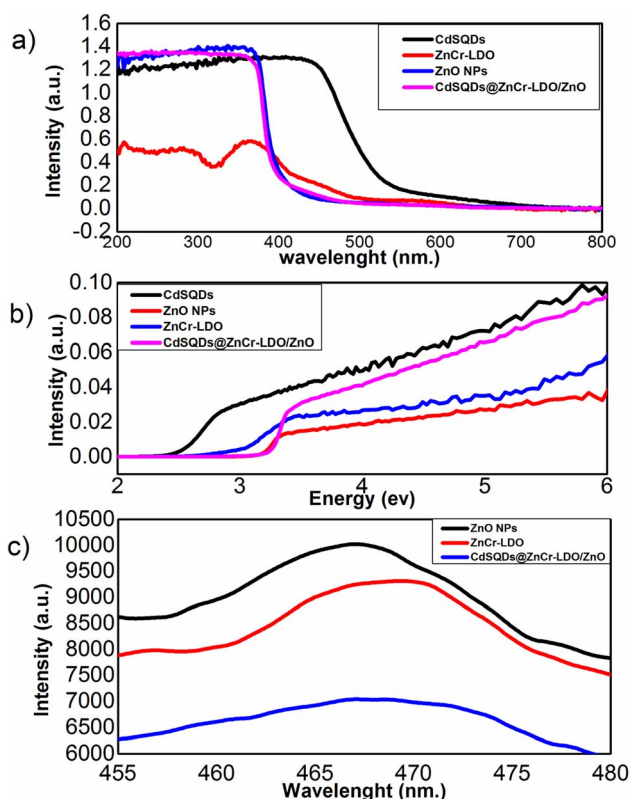 a)
Intensity (a.u.)
1.6
1.4
1.2
1.0
0.8
0.6
0.4
0.2
0.0
-0.2
CdSQDs
ZnCr-LDO
ZnO NPs
CdSQDs@ZnCr-LDO/ZnO
200 300 400 500 600 700 800
wavelenght (nm.)
b)
Intensity (a.u.)
0.10
0.08
0.06
0.04
0.02
0.00
CdSQDs
ZnO NPs
ZnCr-LDO
CdSQDs@ZnCr-LDO/ZnO
2 3 4 5 6
Energy (ev)
c)
Intensity (a.u.)
10500
10000
9500
9000
8500
8000
7500
7000
6500
6000
ZnO NPs
ZnCr-LDO
CdSQDs@ZnCr-LDO/ZnO
455 460 465 470 475 480
Wavelenght (nm.)